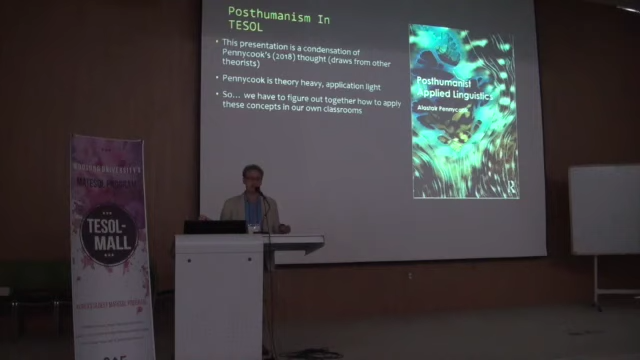 Posthumanism In
TESOL
• This presentation is a condensation of
Pennycook's (2018) thought (draws from other
theorists)
• Pennycook is theory heavy, application light
• So... we have to figure out together how to apply
these concepts in our own classrooms
Posthumanist
Applied Linguistics
Alastair Pennycook
R
TESOL-
MALL